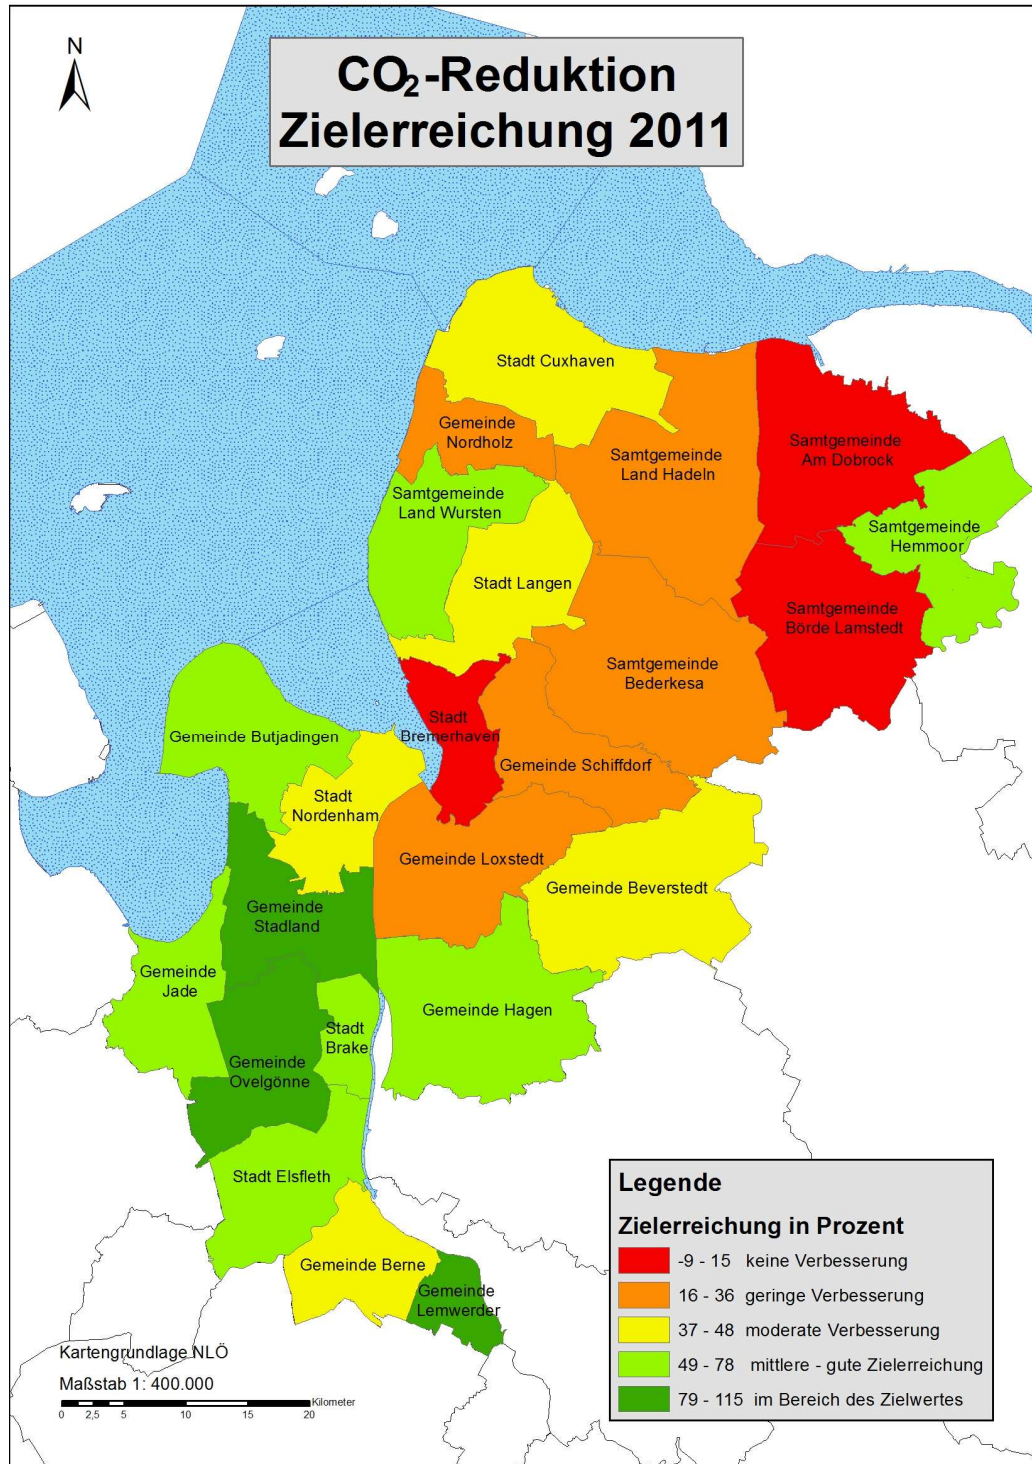 CO₂-Reduktion
Zielerreichung 2011
N
Stadt Cuxhaven
Gemeinde
Nordholz
Samtgemeinde
Land Hadeln
Samtgemeinde
Am Dobrock
Samtgemeinde
Land Wursten
Samtgemeinde
Hemmoor
Stadt Langen
Samtgemeinde
Börde Lamstedt
Samtgemeinde
Bederkesa
Stadt
Bremerhaven
Gemeinde Butjadingen
Gemeinde Schiffdorf
Stadt
Nordenham
Gemeinde Loxstedt
Gemeinde Beverstedt
Gemeinde
Stadland
Gemeinde
Jade
Gemeinde Hagen
Stadt
Brake
Gemeinde
Ovelgönne
Stadt Elsfleth
Gemeinde Berne
Gemeinde
Lemwerder
Legende
Zielerreichung in Prozent
-9 - 15 keine Verbesserung
16 - 36 geringe Verbesserung
37 - 48 moderate Verbesserung
49 - 78 mittlere - gute Zielerreichung
79 - 115 im Bereich des Zielwertes
Kartengrundlage NLÖ
Maßstab 1: 400.000
Kilometer
0 2,5 5 10 15 20